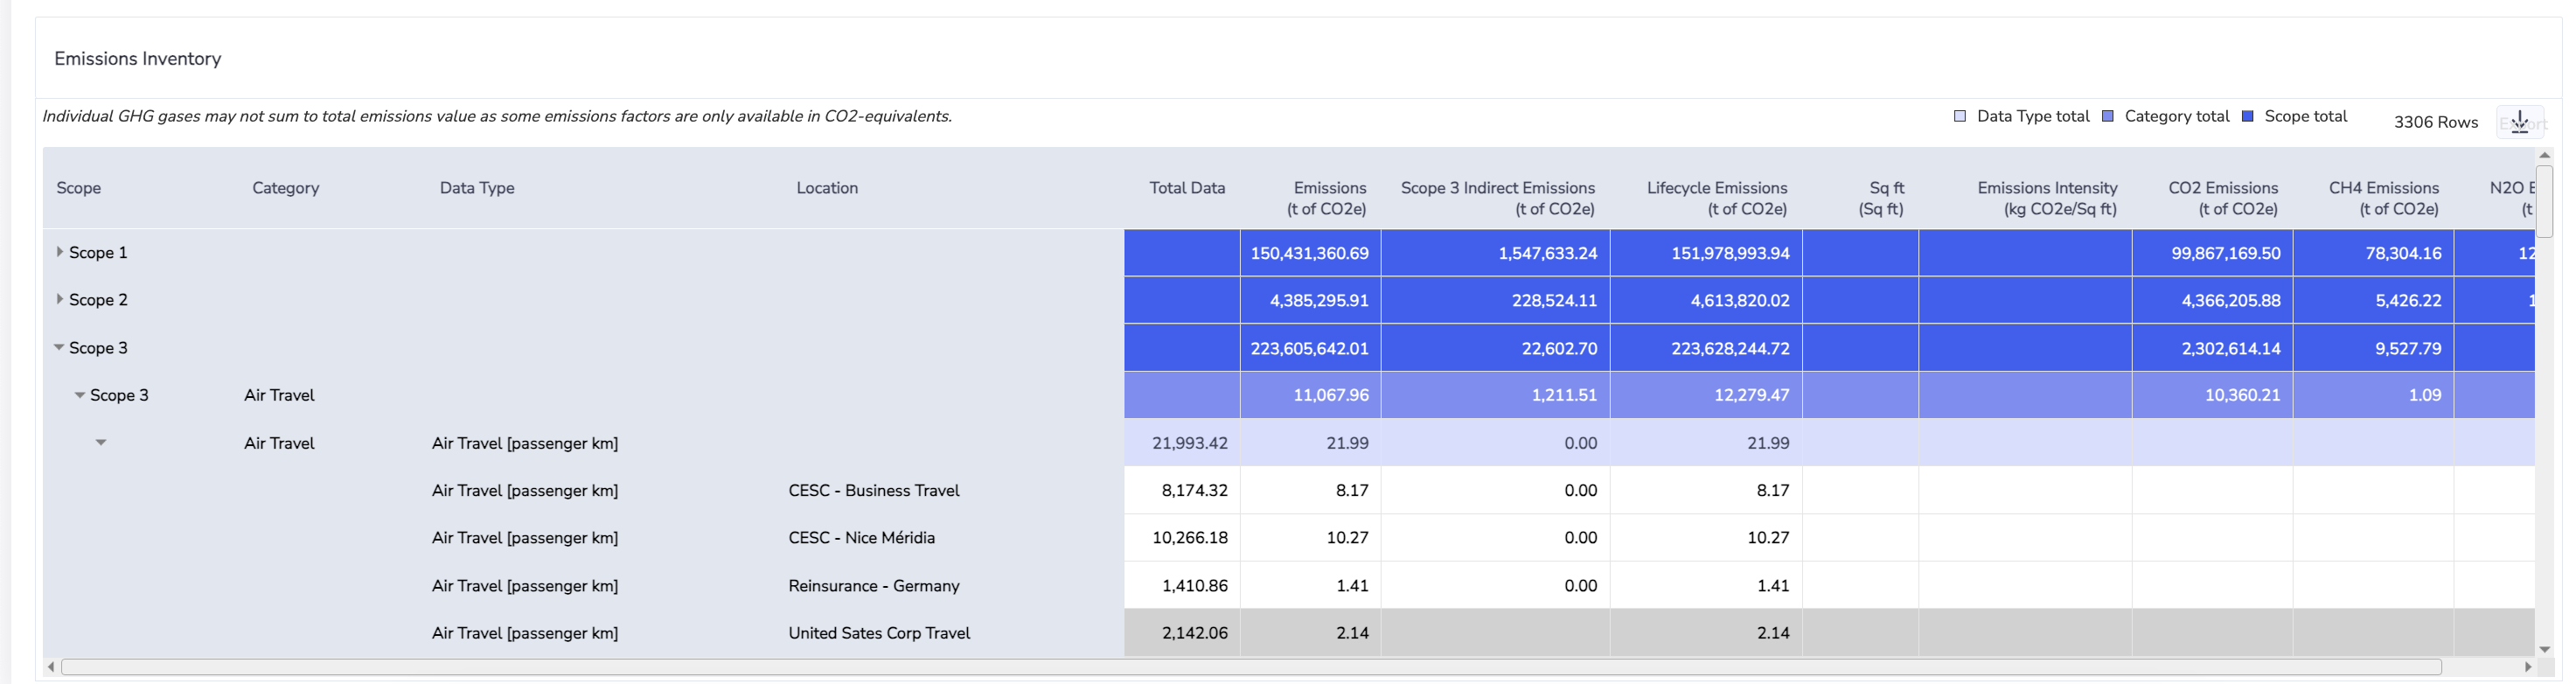 Emissions Inventory
Individual GHG gases may not sum to total emissions value as some emissions factors are only available in CO2-equivalents.
Data Type total Category total Scope total 3306 Rows
Scope Category Data Type Location Total Data Emissions (t of CO2e) Scope 3 Indirect Emissions (t of CO2e) Lifecycle Emissions (t of CO2e) Sq ft (Sq ft) Emissions Intensity (kg CO2e/Sq ft) CO2 Emissions (t of CO2e) CH4 Emissions (t of CO2e) N2O E (t
Scope 1 150,431,360.69 1,547,633.24 151,978,993.94 99,867,169.50 78,304.16 12
Scope 2 4,385,295.91 228,524.11 4,613,820.02 4,366,205.88 5,426.22 1
Scope 3 223,605,642.01 22,602.70 223,628,244.72 2,302,614.14 9,527.79
Scope 3 Air Travel 11,067.96 1,211.51 12,279.47 10,360.21 1.09
Air Travel Air Travel [passenger km] 21,993.42 21.99 0.00 21.99
Air Travel [passenger km] CESC - Business Travel 8,174.32 8.17 0.00 8.17
Air Travel [passenger km] CESC - Nice Méridia 10,266.18 10.27 0.00 10.27
Air Travel [passenger km] Reinsurance - Germany 1,410.86 1.41 0.00 1.41
Air Travel [passenger km] United Sates Corp Travel 2,142.06 2.14 2.14